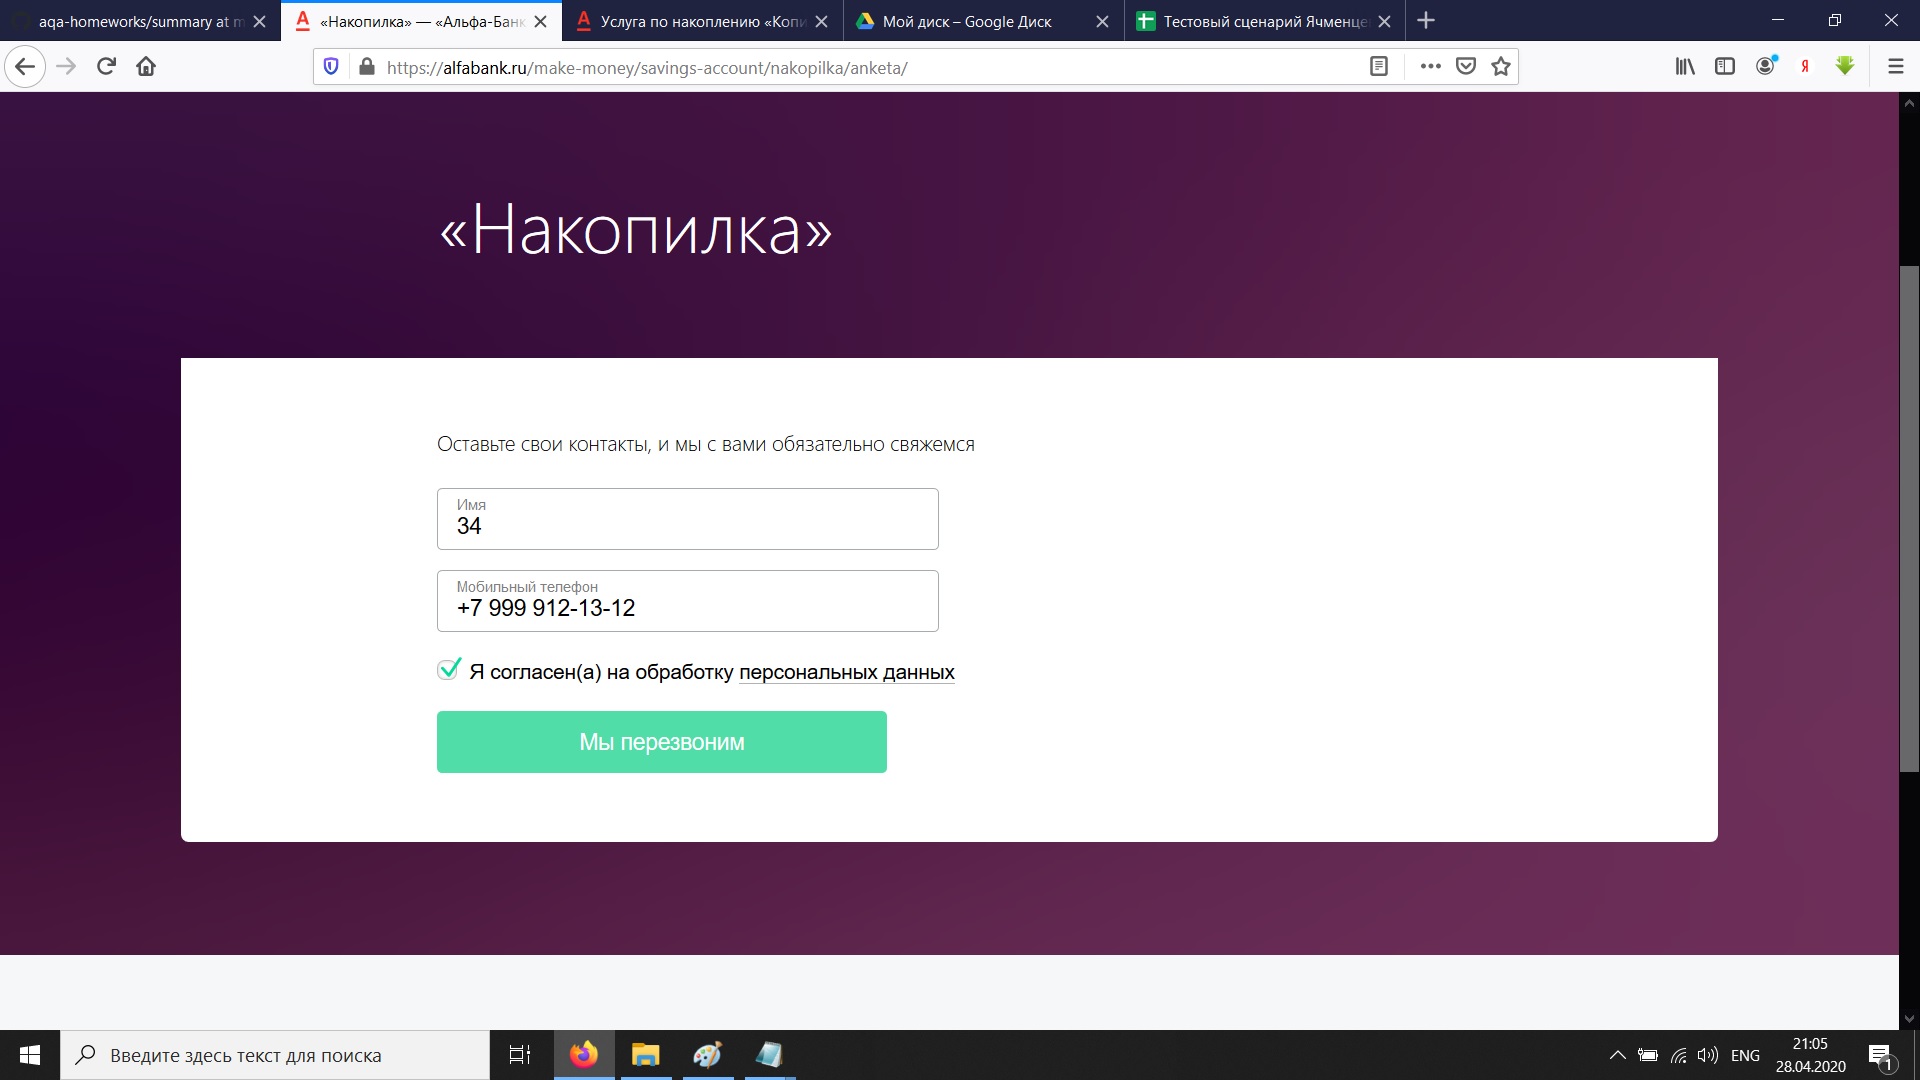 aqa-homeworks/summary at m
«Накопилка» — «Альфа-Банк
Услуга по накоплению «Копи
Мой диск – Google Диск
Тестовый сценарий Ячменце
https://alfabank.ru/make-money/savings-account/nakopilka/anketa/
«Накопилка»
Оставьте свои контакты, и мы с вами обязательно свяжемся
Имя
34
Мобильный телефон
+7 999 912-13-12
Я согласен(а) на обработку персональных данных
Мы перезвоним
Введите здесь текст для поиска
ENG
21:05
28.04.2020
1